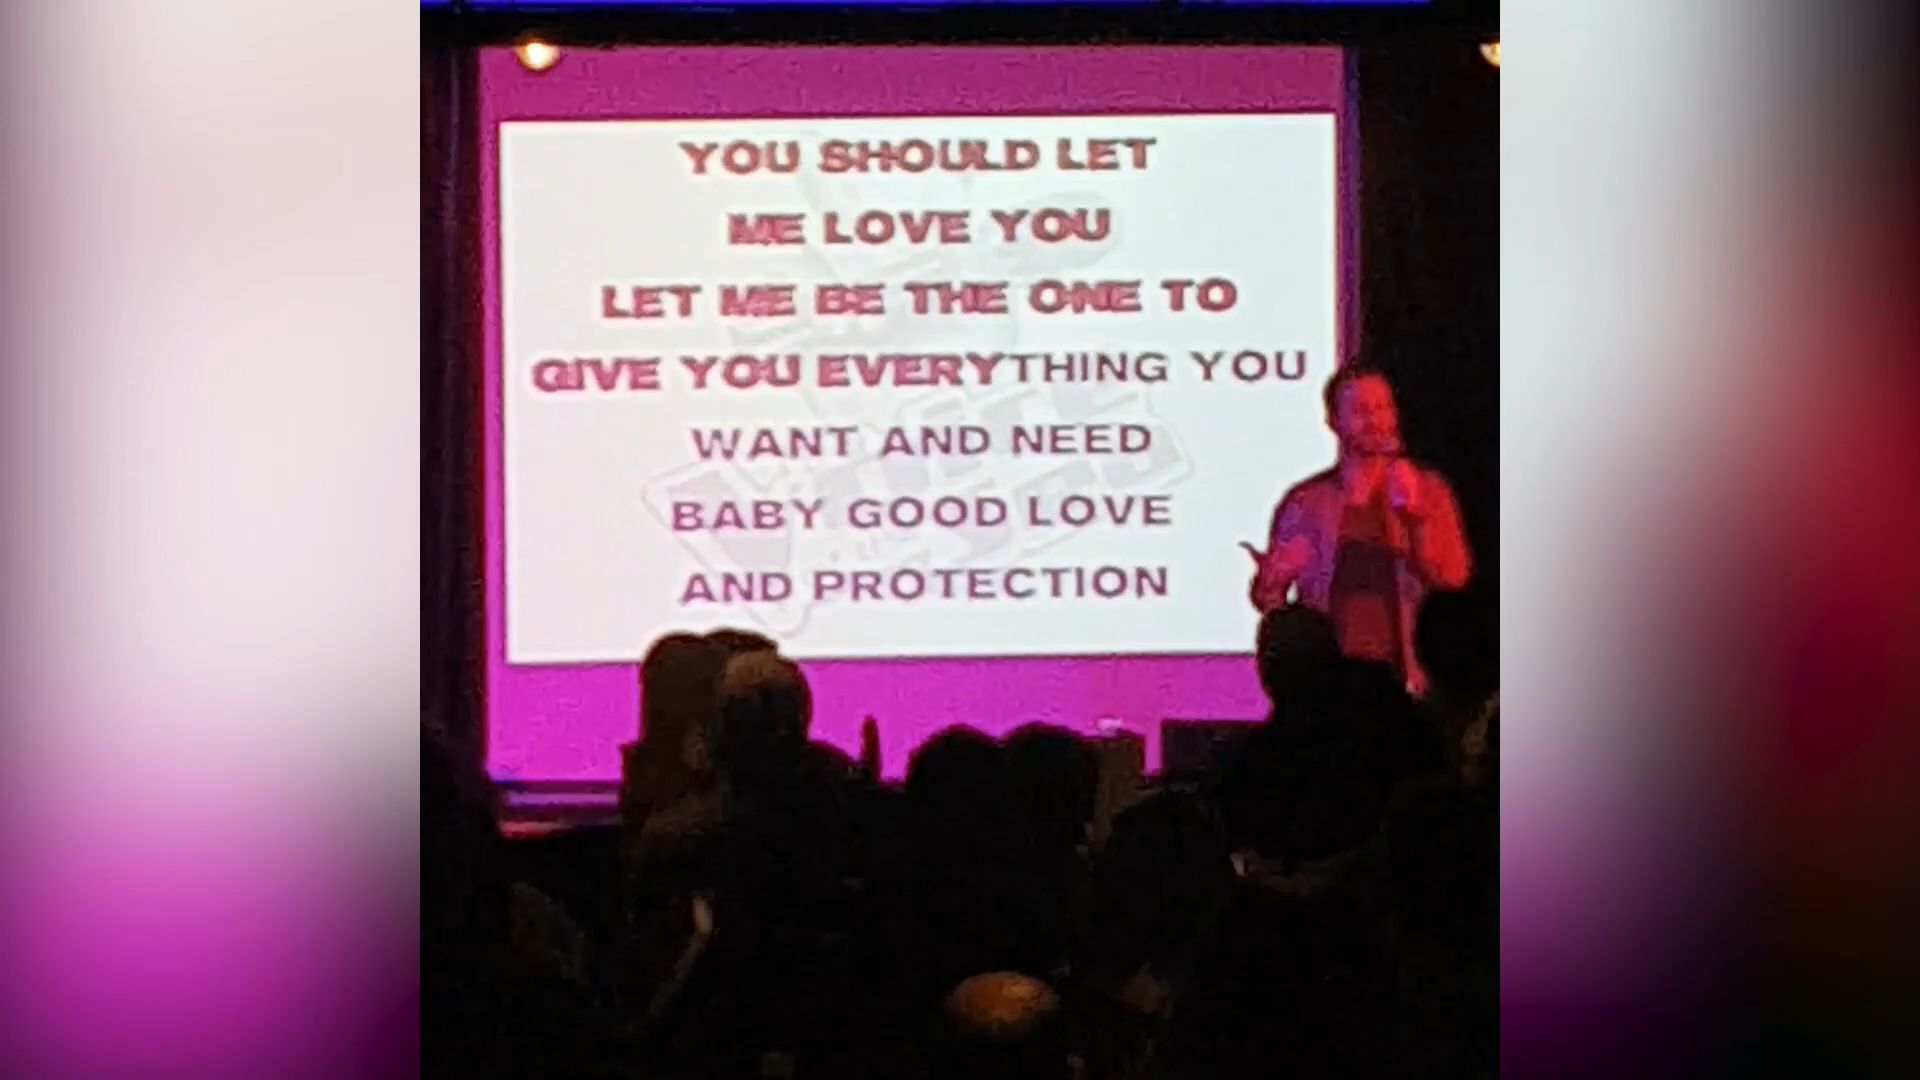 YOU SHOULD LET
ME LOVE YOU
LET ME BE THE ONE TO
GIVE YOU EVERYTHING YOU
WANT AND NEED
BABY GOOD LOVE
AND PROTECTION